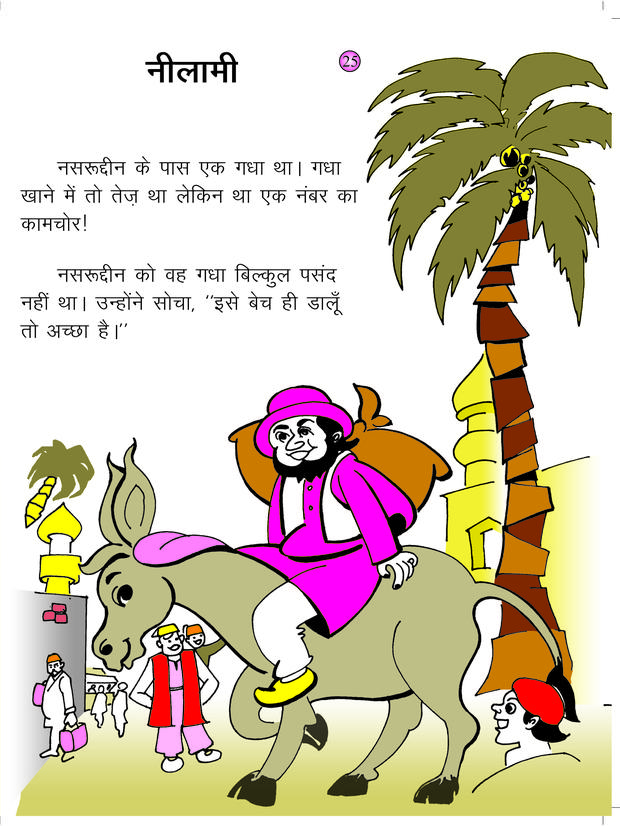 नीलामी
25
नसरूद्दीन के पास एक गधा था। गधा
खाने में तो तेज़ था लेकिन था एक नंबर का
कामचोर!
नसरूद्दीन को वह गधा बिल्कुल पसंद
नहीं था। उन्होंने सोचा, ‘‘इसे बेच ही डालूँ
तो अच्छा है।’’